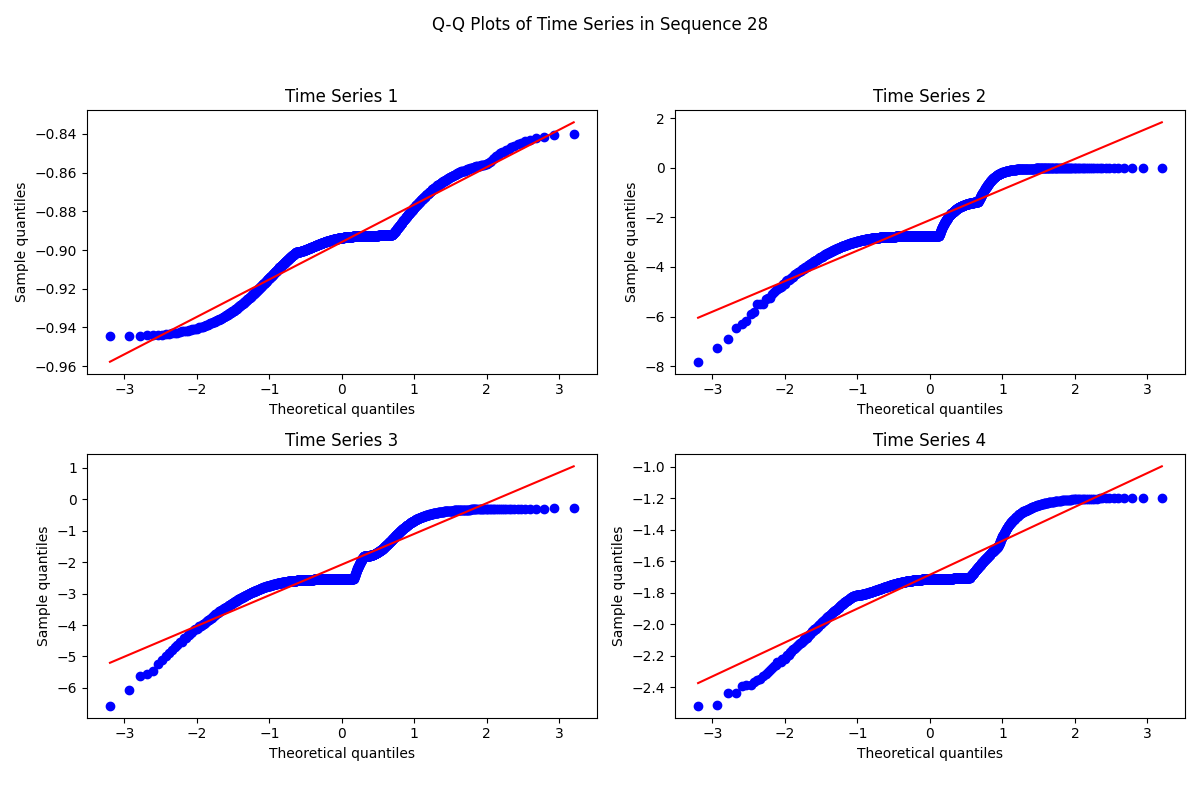 Q-Q Plots of Time Series in Sequence 28
Time Series 1
Sample quantiles
−0.84
−0.86
−0.88
−0.90
−0.92
−0.94
−0.96
−3 −2 −1 0 1 2 3
Theoretical quantiles
Time Series 2
Sample quantiles
2
0
−2
−4
−6
−8
−3 −2 −1 0 1 2 3
Theoretical quantiles
Time Series 3
Sample quantiles
1
0
−1
−2
−3
−4
−5
−6
−3 −2 −1 0 1 2 3
Theoretical quantiles
Time Series 4
Sample quantiles
−1.0
−1.2
−1.4
−1.6
−1.8
−2.0
−2.2
−2.4
−3 −2 −1 0 1 2 3
Theoretical quantiles